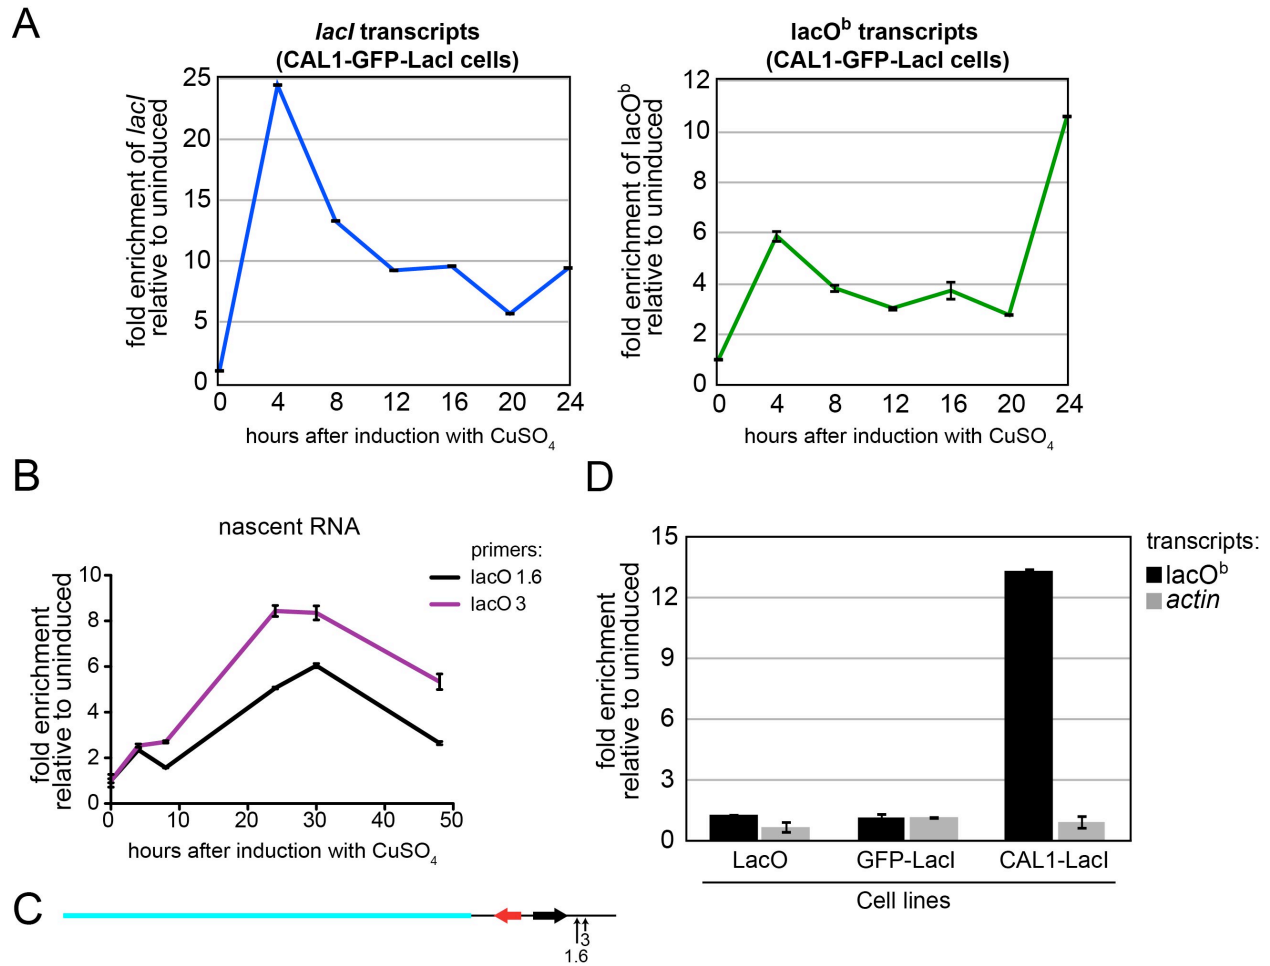 A
lacI transcripts
(CAL1-GFP-LacI cells)
fold enrichment of lacI
relative to uninduced
25
20
15
10
5
0
0 4 8 12 16 20 24
hours after induction with CuSO4
lacOb transcripts
(CAL1-GFP-LacI cells)
fold enrichment of lacOb
relative to uninduced
12
10
8
6
4
2
0
0 4 8 12 16 20 24
hours after induction with CuSO4
B
nascent RNA
primers:
lacO 1.6
lacO 3
fold enrichment
relative to uninduced
10
8
6
4
2
0
0 10 20 30 40 50
hours after induction with CuSO4
C
3
1.6
D
fold enrichment
relative to uninduced
15
12
9
6
3
0
transcripts:
lacOb
actin
LacO GFP-LacI CAL1-LacI
Cell lines